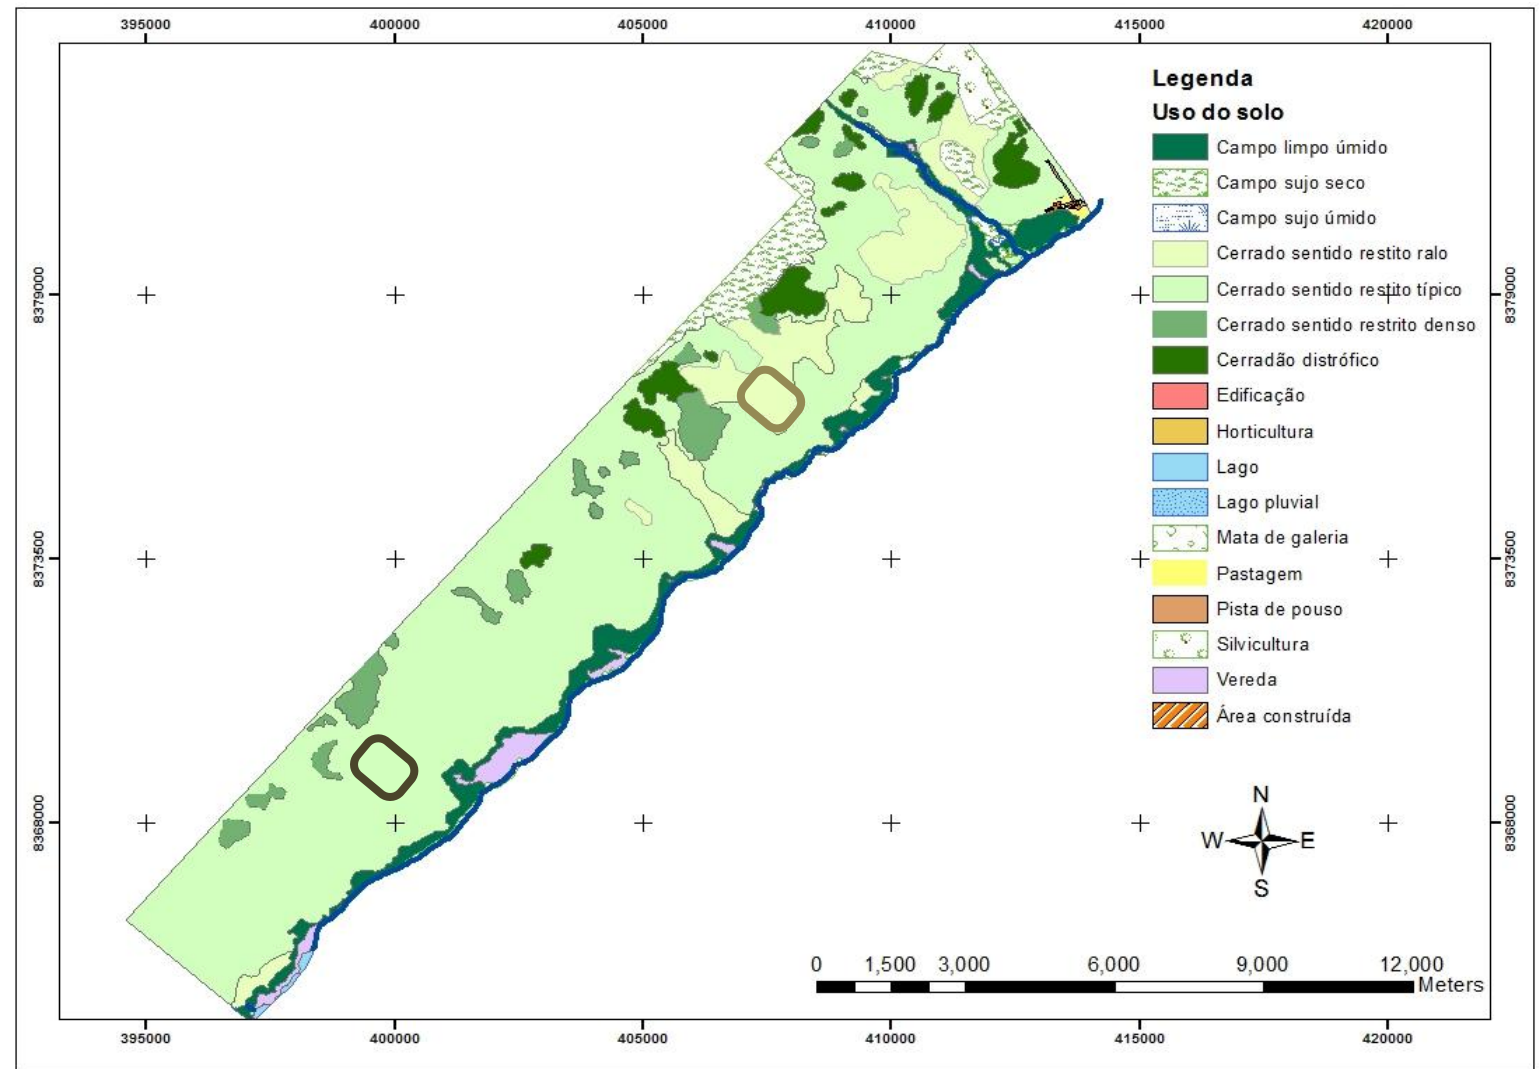 395000 400000 405000 410000 415000 420000
Legenda
Uso do solo
Campo limpo úmido
Campo sujo seco
Campo sujo úmido
Cerrado sentido restito ralo
Cerrado sentido restito típico
Cerrado sentido restrito denso
Cerradão distrófico
Edificação
Horticultura
Lago
Lago pluvial
Mata de galeria
Pastagem
Pista de pouso
Silvicultura
Vereda
Área construída
8379000 8379000
8373500 8373500
8368000 8368000
N
W E
S
0 1,500 3,000 6,000 9,000 12,000
Meters
395000 400000 405000 410000 415000 420000